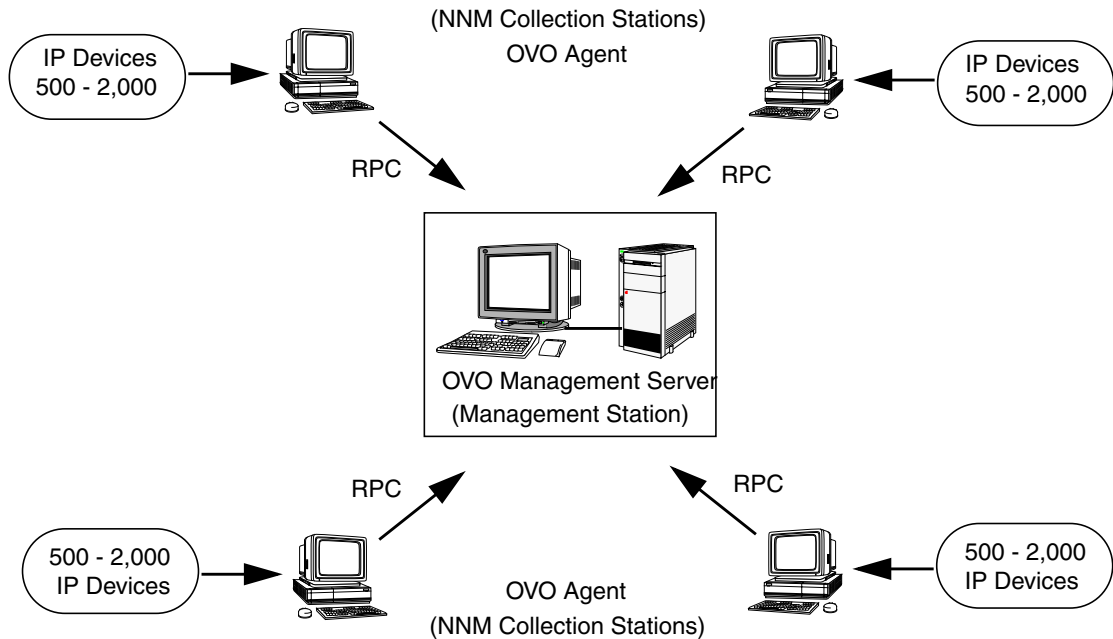 (NNM Collection Stations)
OVO Agent
IP Devices
500 - 2,000
IP Devices
500 - 2,000
RPC
RPC
OVO Management Server
(Management Station)
RPC
RPC
500 - 2,000
IP Devices
500 - 2,000
IP Devices
OVO Agent
(NNM Collection Stations)